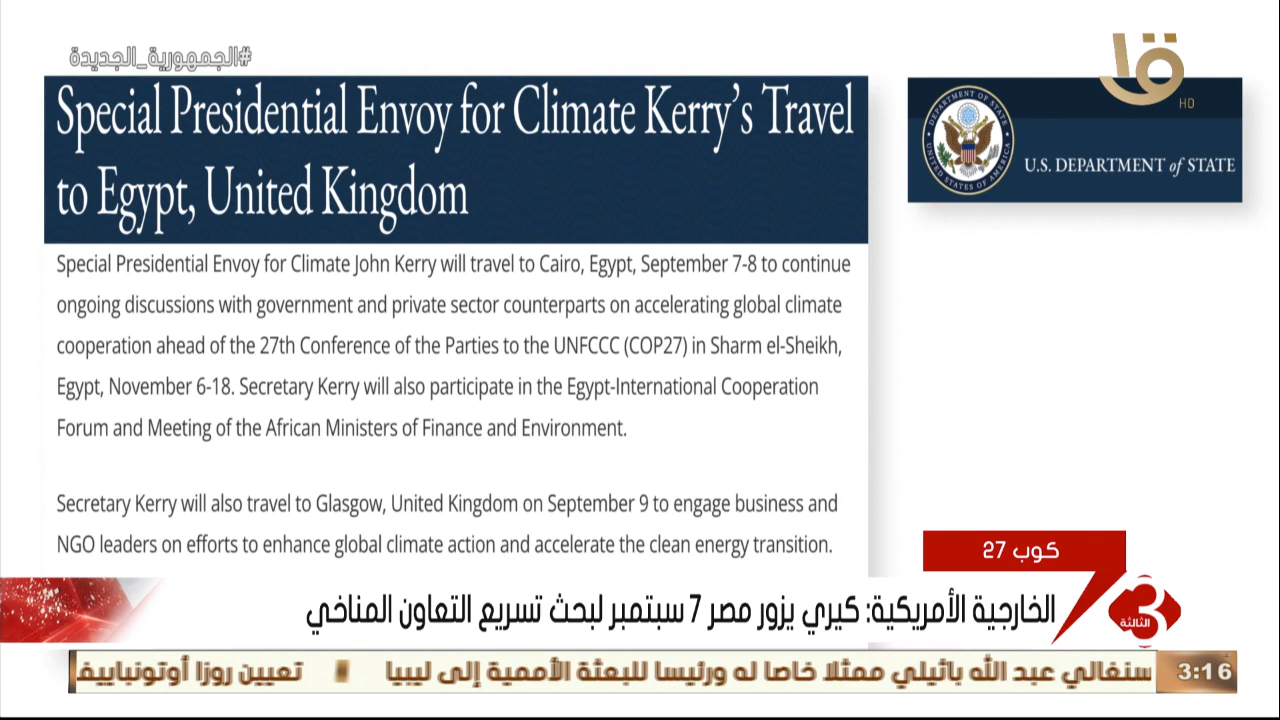 #الجمهورية_الجديدة
HD
Special Presidential Envoy for Climate Kerry's Travel
to Egypt, United Kingdom
DEPARTMENT OF STATE
UNITED STATES OF AMERICA
U.S. DEPARTMENT of STATE
Special Presidential Envoy for Climate John Kerry will travel to Cairo, Egypt, September 7-8 to continue
ongoing discussions with government and private sector counterparts on accelerating global climate
cooperation ahead of the 27th Conference of the Parties to the UNFCCC (COP27) in Sharm el-Sheikh,
Egypt, November 6-18. Secretary Kerry will also participate in the Egypt-International Cooperation
Forum and Meeting of the African Ministers of Finance and Environment.
Secretary Kerry will also travel to Glasgow, United Kingdom on September 9 to engage business and
NGO leaders on efforts to enhance global climate action and accelerate the clean energy transition.
كوب 27
الخارجية الأمريكية: كيري يزور مصر 7 سبتمبر لبحث تسريع التعاون المناخي
3
الثالثة
3:16
سنغالي عبد الله باثيلي ممثلا خاصا له ورئيسا للبعثة الأممية إلى ليبيا تعيين روزا أوتونباييف